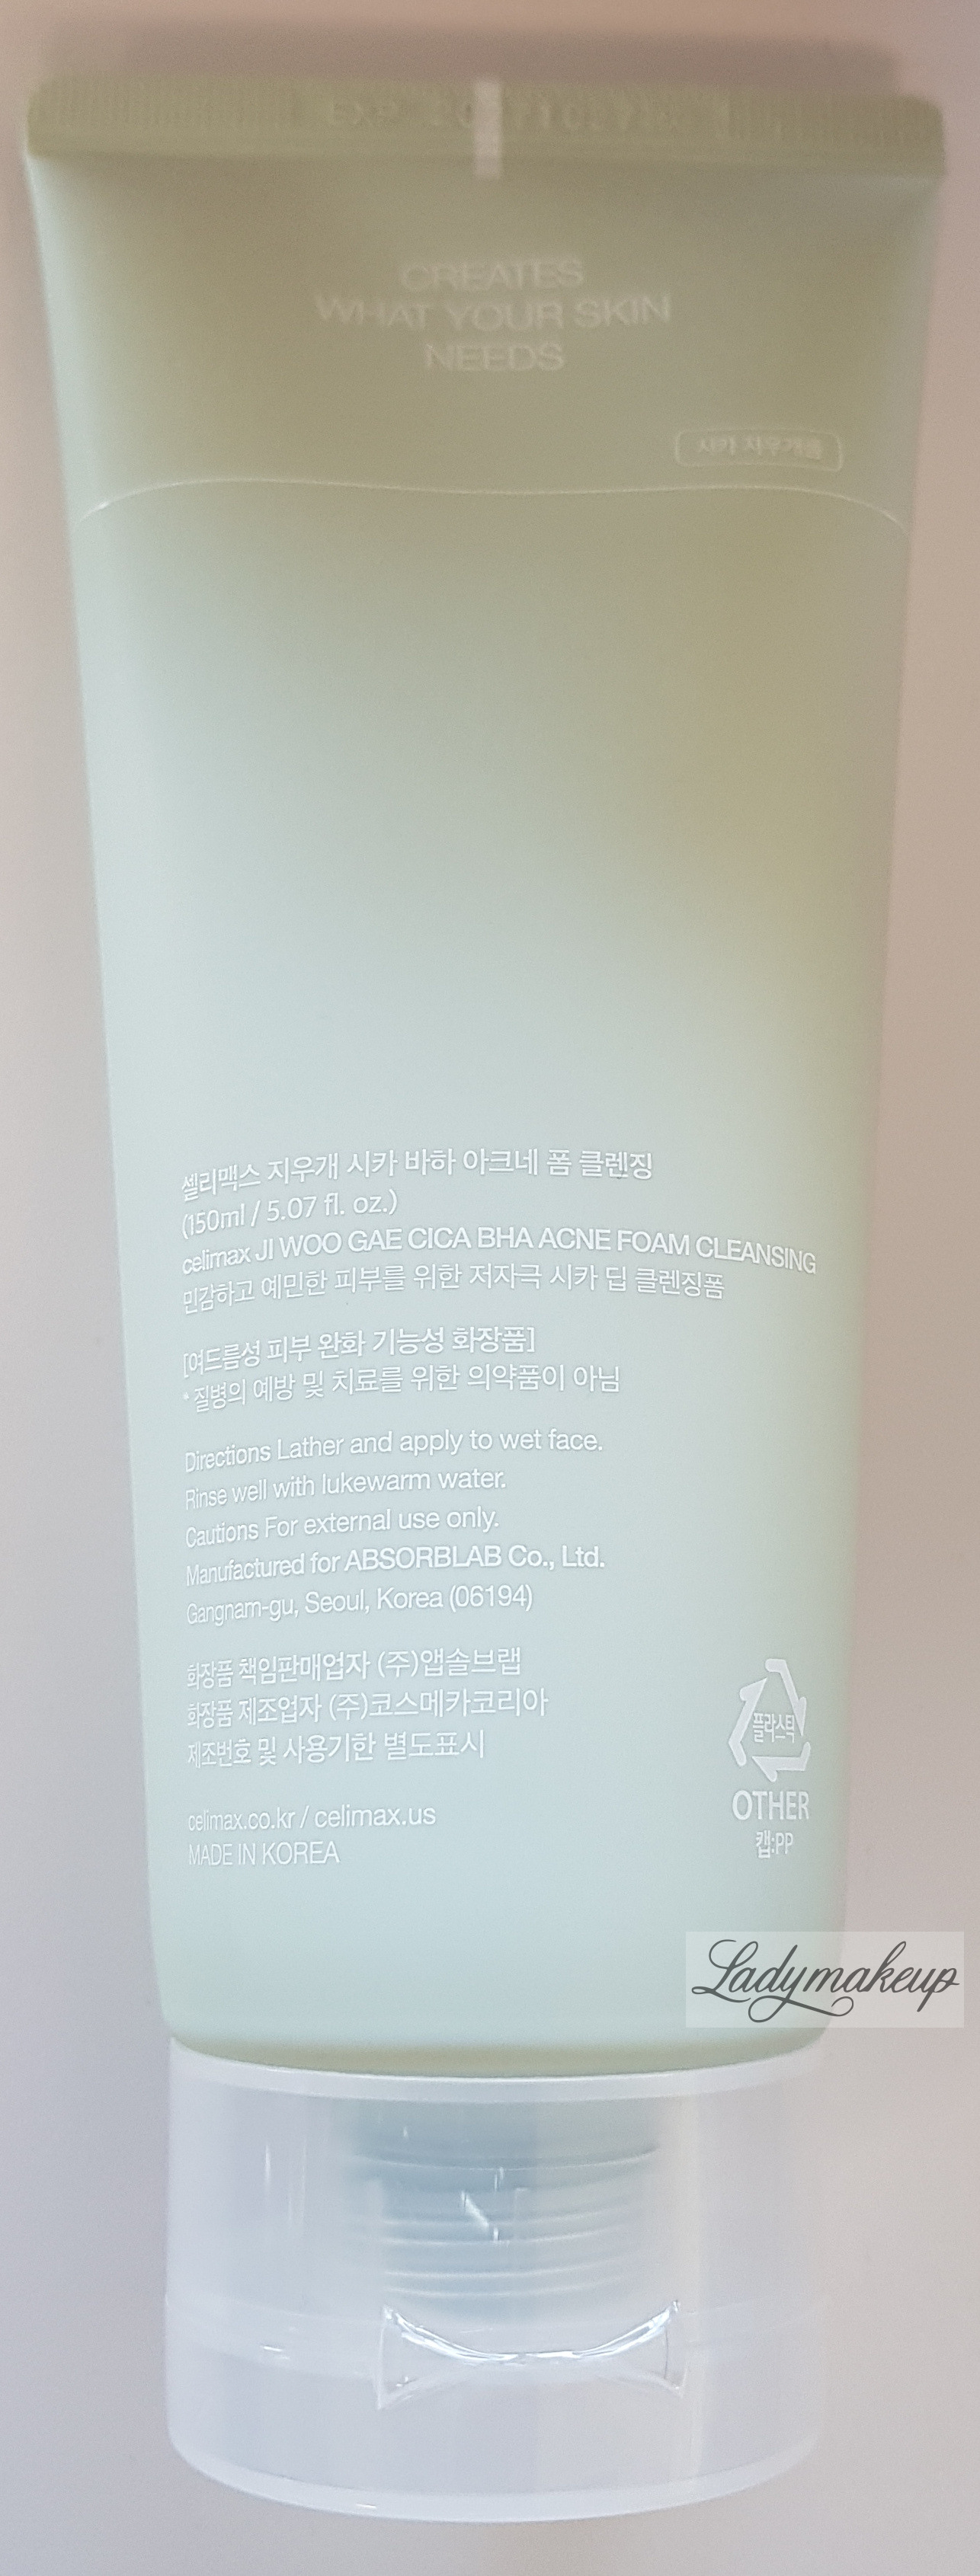 EXP
CREATES
WHAT YOUR SKIN
NEEDS
시카 지우개폼
셀리맥스 지우개 시카 바하 아크네 폼 클렌징
(150ml / 5.07 fl. oz.)
celimax JI WOO GAE CICA BHA ACNE FOAM CLEANSING
민감하고 예민한 피부를 위한 저자극 시카 딥 클렌징폼
[여드름성 피부 완화 기능성 화장품]
* 질병의 예방 및 치료를 위한 의약품이 아님
Directions Lather and apply to wet face.
Rinse well with lukewarm water.
Cautions For external use only.
Manufactured for ABSORBLAB Co., Ltd.
Gangnam-gu, Seoul, Korea (06194)
화장품 책임판매업자 (주)앱솔브랩
화장품 제조업자 (주)코스메카코리아
제조번호 및 사용기한 별도표시
celimax.co.kr / celimax.us
MADE IN KOREA
플라스틱
OTHER
캡:PP
Ladymakeup